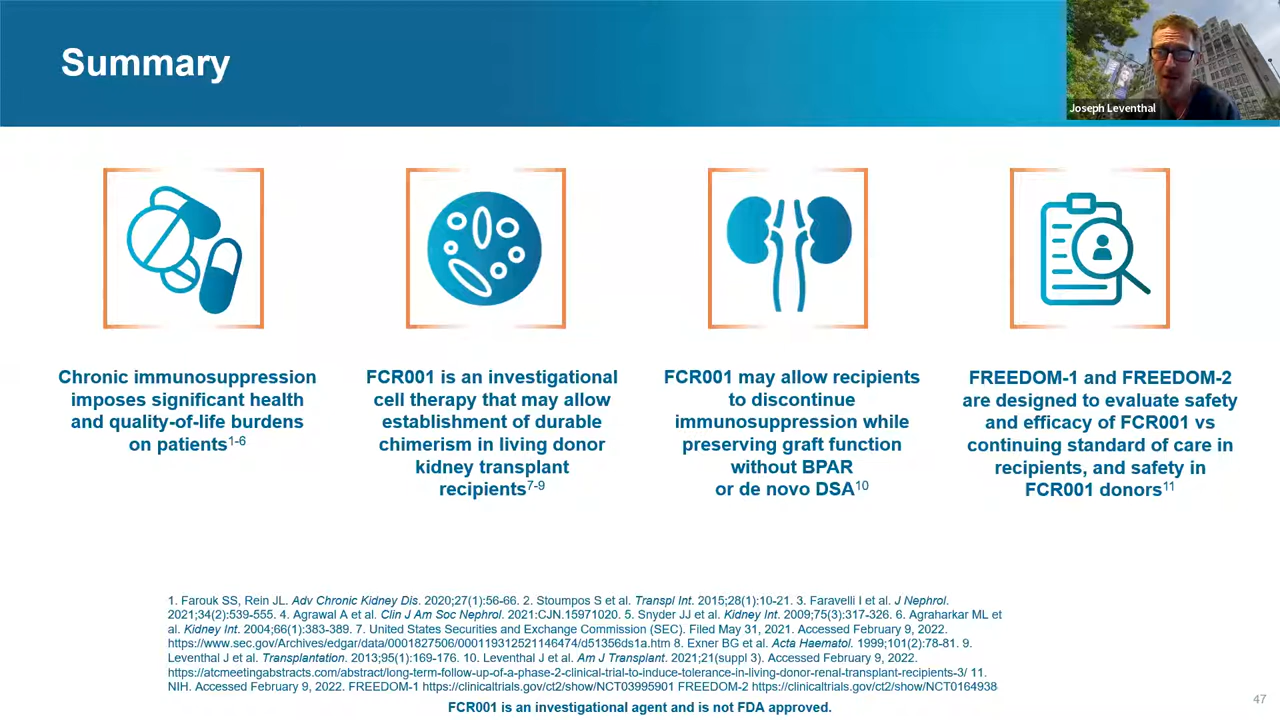 Summary
Joseph Leventhal
Chronic immunosuppression
imposes significant health
and quality-of-life burdens
on patients1-6
FCR001 is an investigational
cell therapy that may allow
establishment of durable
chimerism in living donor
kidney transplant
recipients7-9
FCR001 may allow recipients
to discontinue
immunosuppression while
preserving graft function
without BPAR
or de novo DSA10
FREEDOM-1 and FREEDOM-2
are designed to evaluate safety
and efficacy of FCR001 vs
continuing standard of care in
recipients, and safety in
FCR001 donors11
1. Farouk SS, Rein JL. Adv Chronic Kidney Dis. 2020;27(1):56-66. 2. Stoumpos S et al. Transpl Int. 2015;28(1):10-21. 3. Faravelli I et al. J Nephrol.
2021;34(2):539-555. 4. Agrawal A et al. Clin J Am Soc Nephrol. 2021:CJN.15971020. 5. Snyder JJ et al. Kidney Int. 2009;75(3):317-326. 6. Agraharkar ML et
al. Kidney Int. 2004;66(1):383-389. 7. United States Securities and Exchange Commission (SEC). Filed May 31, 2021. Accessed February 9, 2022.
https://www.sec.gov/Archives/edgar/data/0001827506/000119312521146474/d51356ds1a.htm 8. Exner BG et al. Acta Haematol. 1999;101(2):78-81. 9.
Leventhal J et al. Transplantation. 2013;95(1):169-176. 10. Leventhal J et al. Am J Transplant. 2021;21(suppl 3). Accessed February 9, 2022.
https://atcmeetingabstracts.com/abstract/long-term-follow-up-of-a-phase-2-clinical-trial-to-induce-tolerance-in-living-donor-renal-transplant-recipients-3/ 11.
NIH. Accessed February 9, 2022. FREEDOM-1 https://clinicaltrials.gov/ct2/show/NCT03995901 FREEDOM-2 https://clinicaltrials.gov/ct2/show/NCT0164938
FCR001 is an investigational agent and is not FDA approved.
47